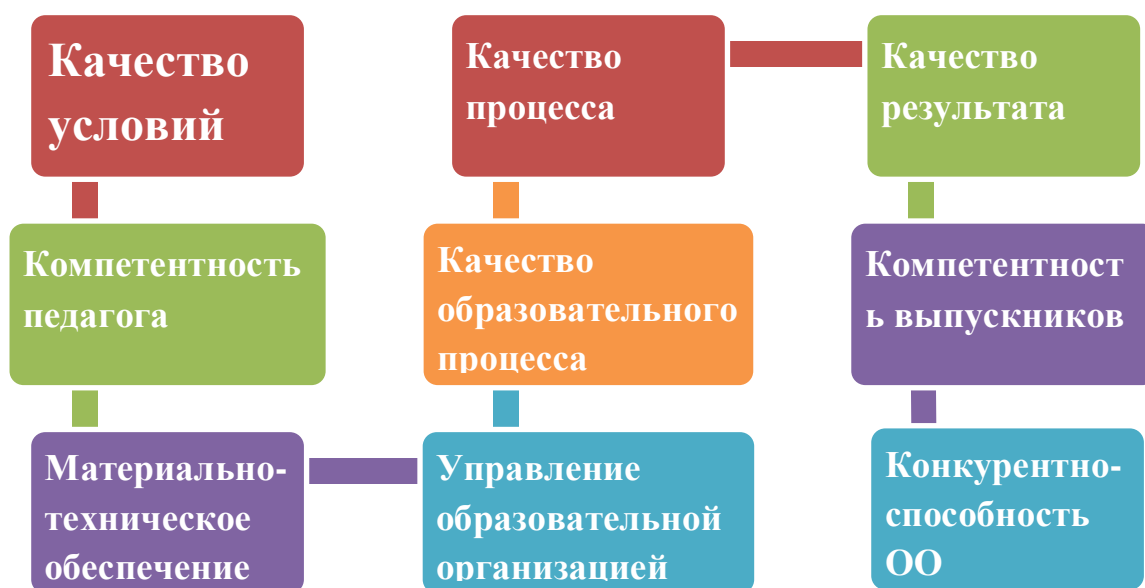 Качество
условий
Компетентность
педагога
Материально-
техническое
обеспечение
Качество
процесса
Качество
образовательного
процесса
Управление
образовательной
организацией
Качество
результата
Компетентност
ь выпускников
Конкурентно-
способность
ОО